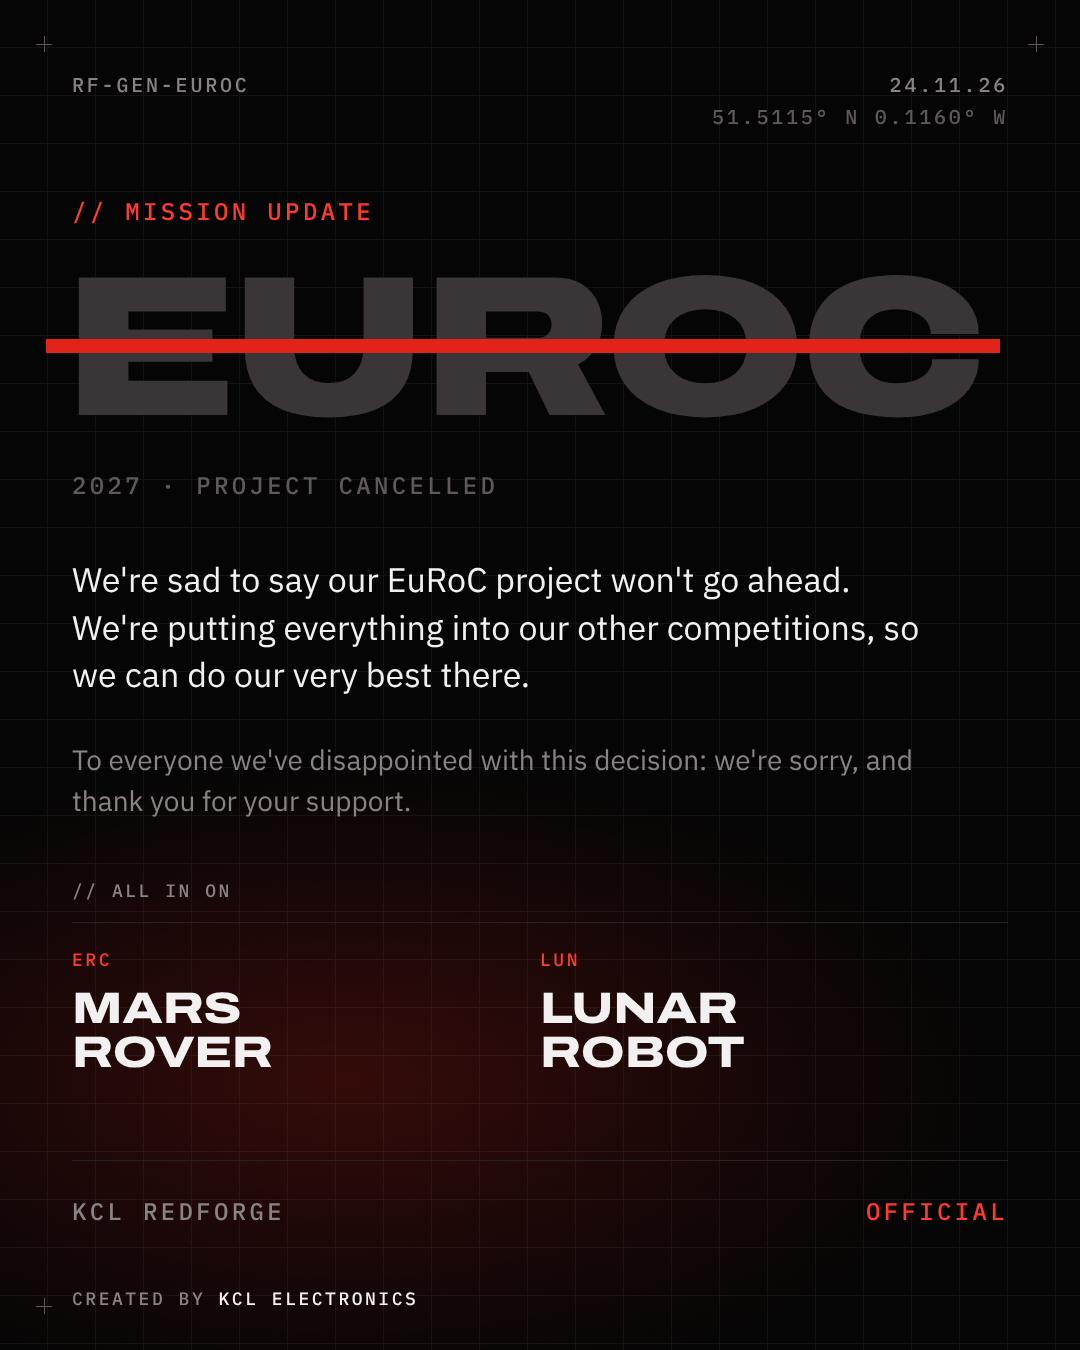 RF-GEN-EUROC
24.11.26
51.5115° N 0.1160° W
// MISSION UPDATE
EUROC
2027 · PROJECT CANCELLED
We're sad to say our EuRoC project won't go ahead.
We're putting everything into our other competitions, so
we can do our very best there.
To everyone we've disappointed with this decision: we're sorry, and
thank you for your support.
// ALL IN ON
ERC
MARS
ROVER
LUN
LUNAR
ROBOT
KCL REDFORGE
OFFICIAL
CREATED BY KCL ELECTRONICS